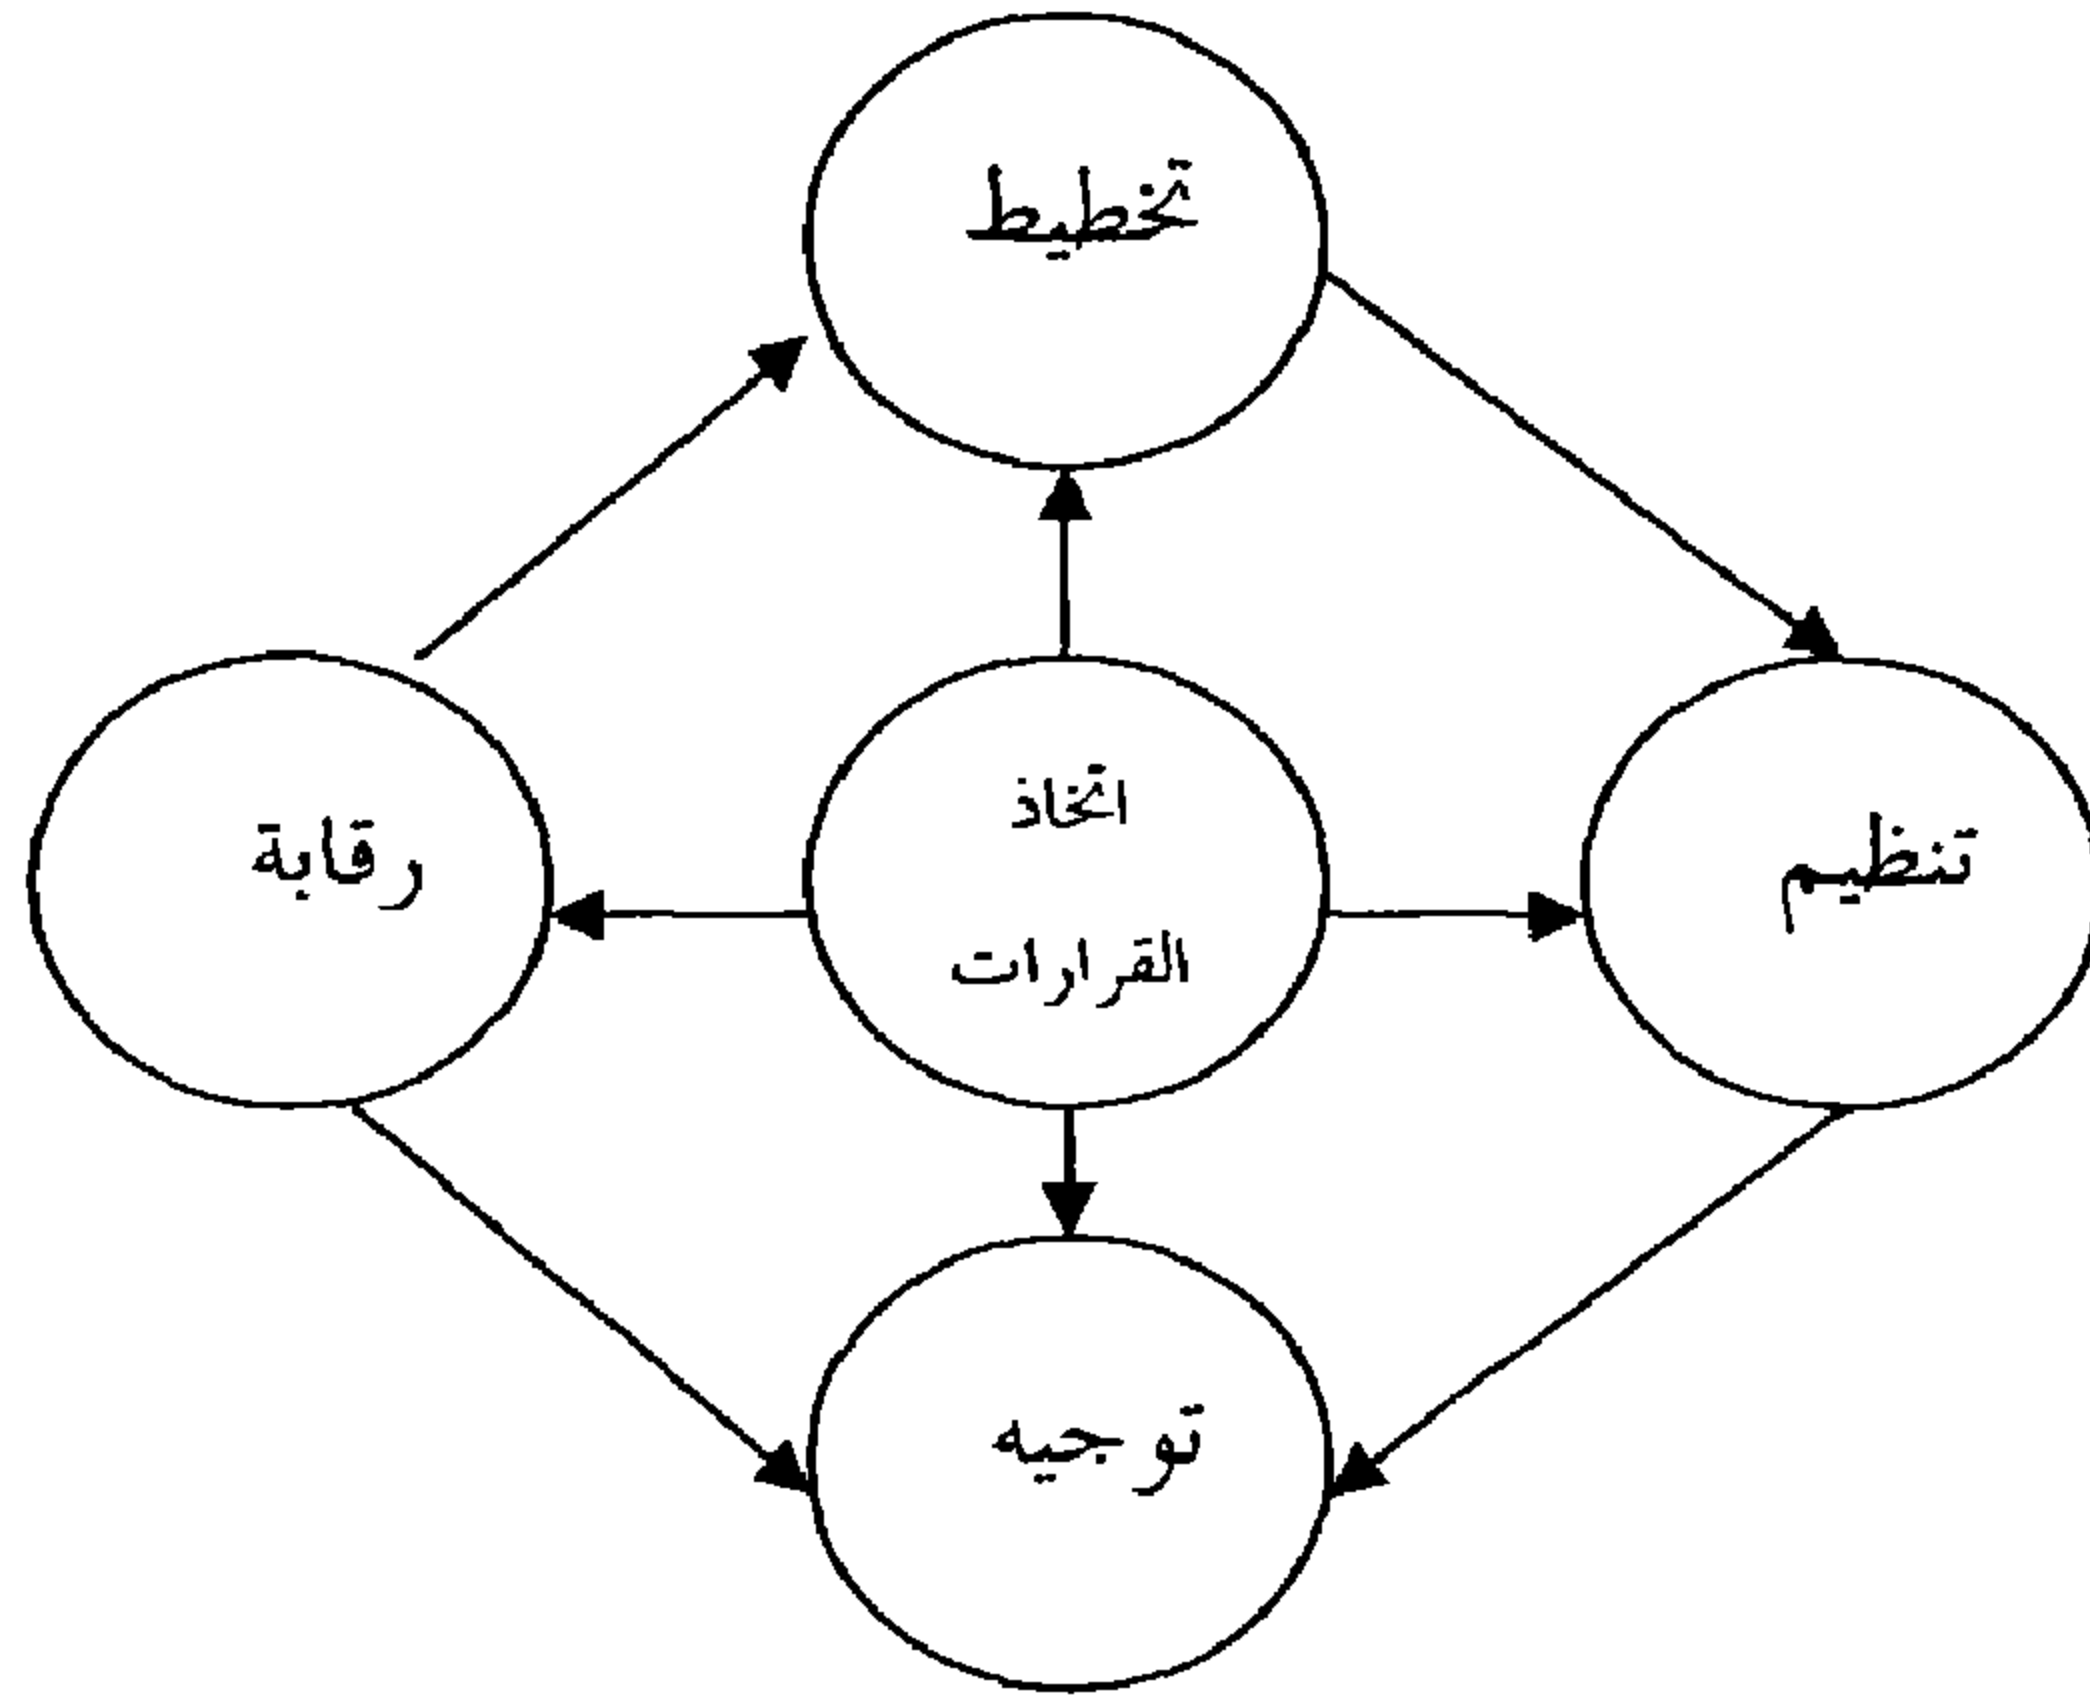 تخطيط
تنظيم
اتخاذ
القرارات
رقابة
توجيه